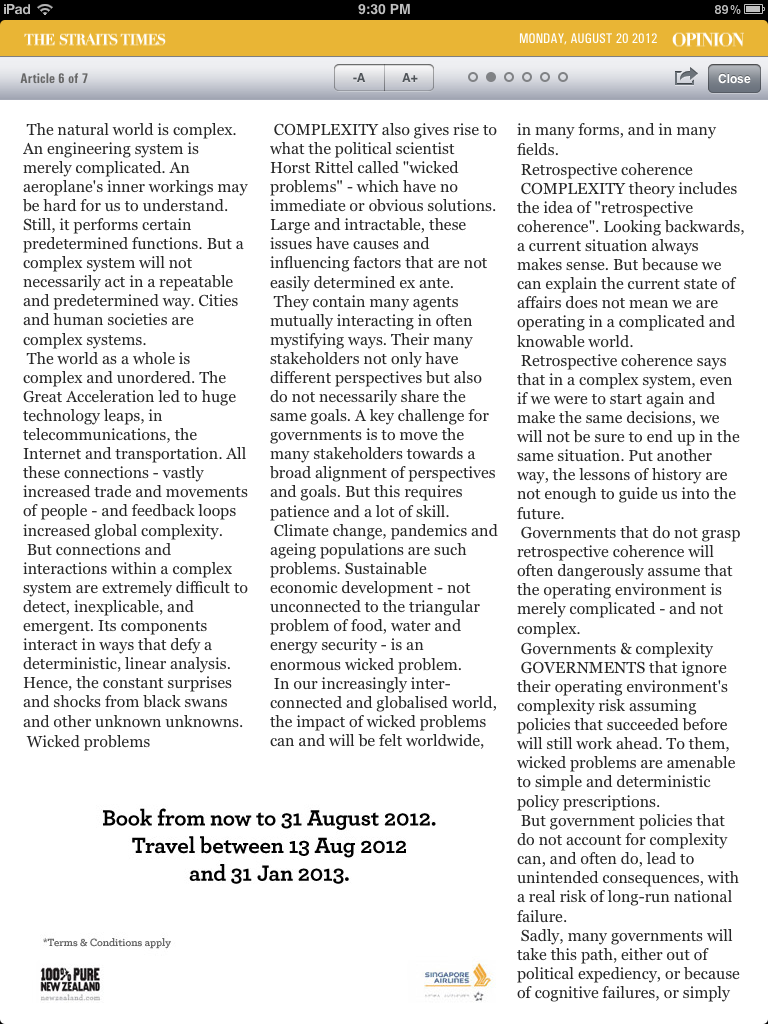 iPad
9:30 PM
89%
THE STRAITS TIMES
MONDAY, AUGUST 20 2012
OPINION
Article 6 of 7
-A
A+
Close
The natural world is complex.
An engineering system is
merely complicated. An
aeroplane's inner workings may
be hard for us to understand.
Still, it performs certain
predetermined functions. But a
complex system will not
necessarily act in a repeatable
and predetermined way. Cities
and human societies are
complex systems.
The world as a whole is
complex and unordered. The
Great Acceleration led to huge
technology leaps, in
telecommunications, the
Internet and transportation. All
these connections - vastly
increased trade and movements
of people - and feedback loops
increased global complexity.
But connections and
interactions within a complex
system are extremely difficult to
detect, inexplicable, and
emergent. Its components
interact in ways that defy a
deterministic, linear analysis.
Hence, the constant surprises
and shocks from black swans
and other unknown unknowns.
Wicked problems
COMPLEXITY also gives rise to
what the political scientist
Horst Rittel called "wicked
problems" - which have no
immediate or obvious solutions.
Large and intractable, these
issues have causes and
influencing factors that are not
easily determined ex ante.
They contain many agents
mutually interacting in often
mystifying ways. Their many
stakeholders not only have
different perspectives but also
do not necessarily share the
same goals. A key challenge for
governments is to move the
many stakeholders towards a
broad alignment of perspectives
and goals. But this requires
patience and a lot of skill.
Climate change, pandemics and
ageing populations are such
problems. Sustainable
economic development - not
unconnected to the triangular
problem of food, water and
energy security - is an
enormous wicked problem.
In our increasingly inter-
connected and globalised world,
the impact of wicked problems
can and will be felt worldwide,
in many forms, and in many
fields.
Retrospective coherence
COMPLEXITY theory includes
the idea of "retrospective
coherence". Looking backwards,
a current situation always
makes sense. But because we
can explain the current state of
affairs does not mean we are
operating in a complicated and
knowable world.
Retrospective coherence says
that in a complex system, even
if we were to start again and
make the same decisions, we
will not be sure to end up in the
same situation. Put another
way, the lessons of history are
not enough to guide us into the
future.
Governments that do not grasp
retrospective coherence will
often dangerously assume that
the operating environment is
merely complicated - and not
complex.
Governments & complexity
GOVERNMENTS that ignore
their operating environment's
complexity risk assuming
policies that succeeded before
will still work ahead. To them,
wicked problems are amenable
to simple and deterministic
policy prescriptions.
But government policies that
do not account for complexity
can, and often do, lead to
unintended consequences, with
a real risk of long-run national
failure.
Sadly, many governments will
take this path, either out of
political expediency, or because
of cognitive failures, or simply
Book from now to 31 August 2012.
Travel between 13 Aug 2012
and 31 Jan 2013.
*Terms & Conditions apply
100% PURE
NEW ZEALAND
newzealand.com
SINGAPORE
AIRLINES